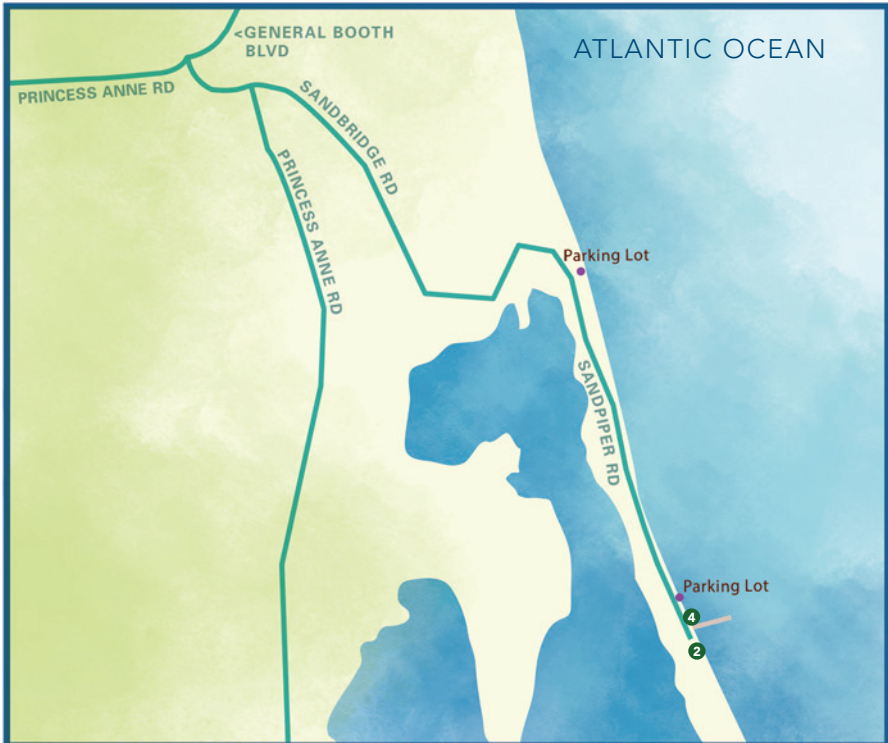 <GENERAL BOOTH
BLVD
ATLANTIC OCEAN
PRINCESS ANNE RD
SANDBRIDGE RD
PRINCESS ANNE RD
Parking Lot
SANDPIPER RD
Parking Lot
4
2